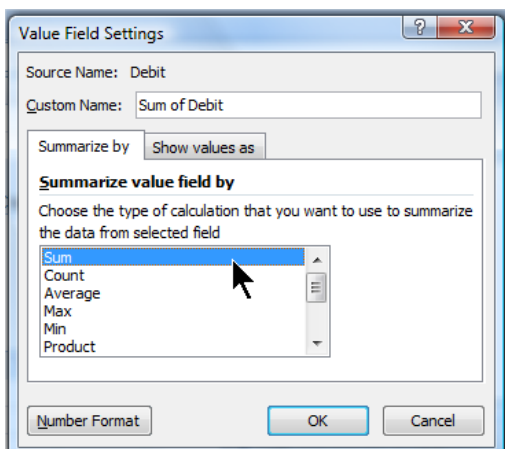 Value Field Settings
Source Name: Debit
Custom Name: Sum of Debit
Summarize by Show values as
Summarize value field by
Choose the type of calculation that you want to use to summarize
the data from selected field
Sum
Count
Average
Max
Min
Product
Number Format OK Cancel